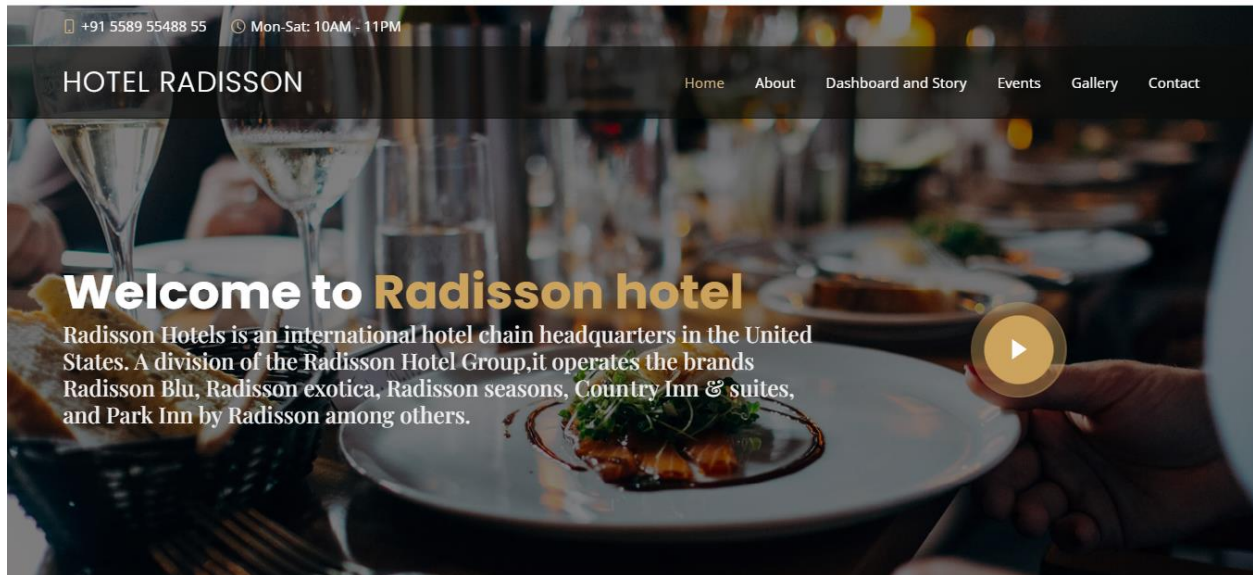 +91 5589 55488 55 Mon-Sat: 10AM - 11PM
HOTEL RADISSON
Home About Dashboard and Story Events Gallery Contact
Welcome to Radisson hotel
Radisson Hotels is an international hotel chain headquarters in the United
States. A division of the Radisson Hotel Group,it operates the brands
Radisson Blu, Radisson exotica, Radisson seasons, Country Inn & suites,
and Park Inn by Radisson among others.